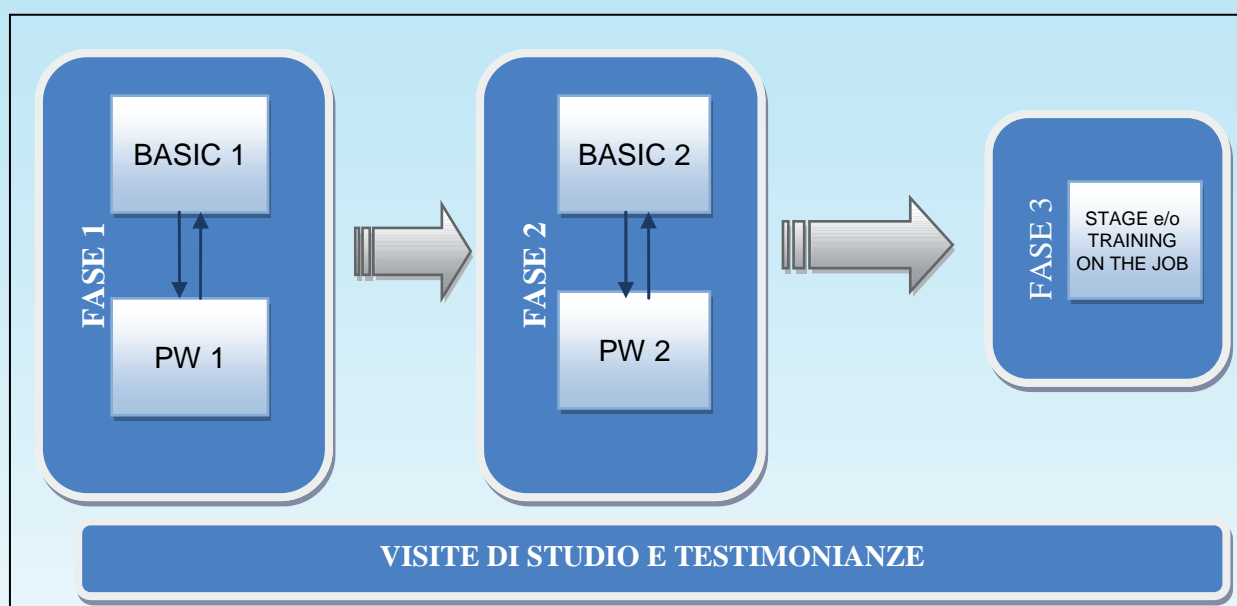 FASE 1
BASIC 1
PW 1
FASE 2
BASIC 2
PW 2
FASE 3
STAGE e/o
TRAINING
ON THE JOB
VISITE DI STUDIO E TESTIMONIANZE